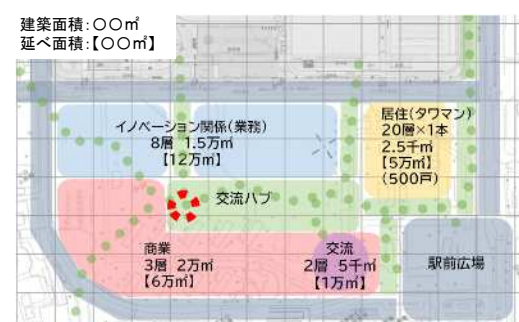 建築面積：〇〇㎡
延べ面積：【〇〇㎡】
イノベーション関係（業務）
8層 1.5万㎡
【12万㎡】
居住（タワマン）
20層×1本
2.5千㎡
【5万㎡】
（500戸）
交流ハブ
商業
3層 2万㎡
【6万㎡】
交流
2層 5千㎡
【1万㎡】
駅前広場